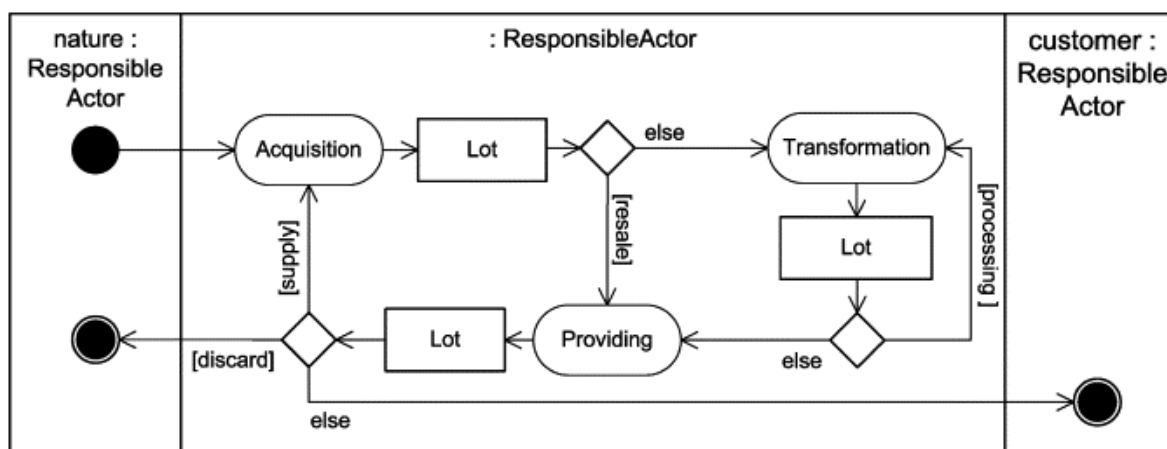 nature :
Responsible
Actor
: ResponsibleActor
customer :
Responsible
Actor
Acquisition
Lot
else
Transformation
[resale]
[processing ]
Lot
[supply]
Lot
Providing
else
[discard]
else